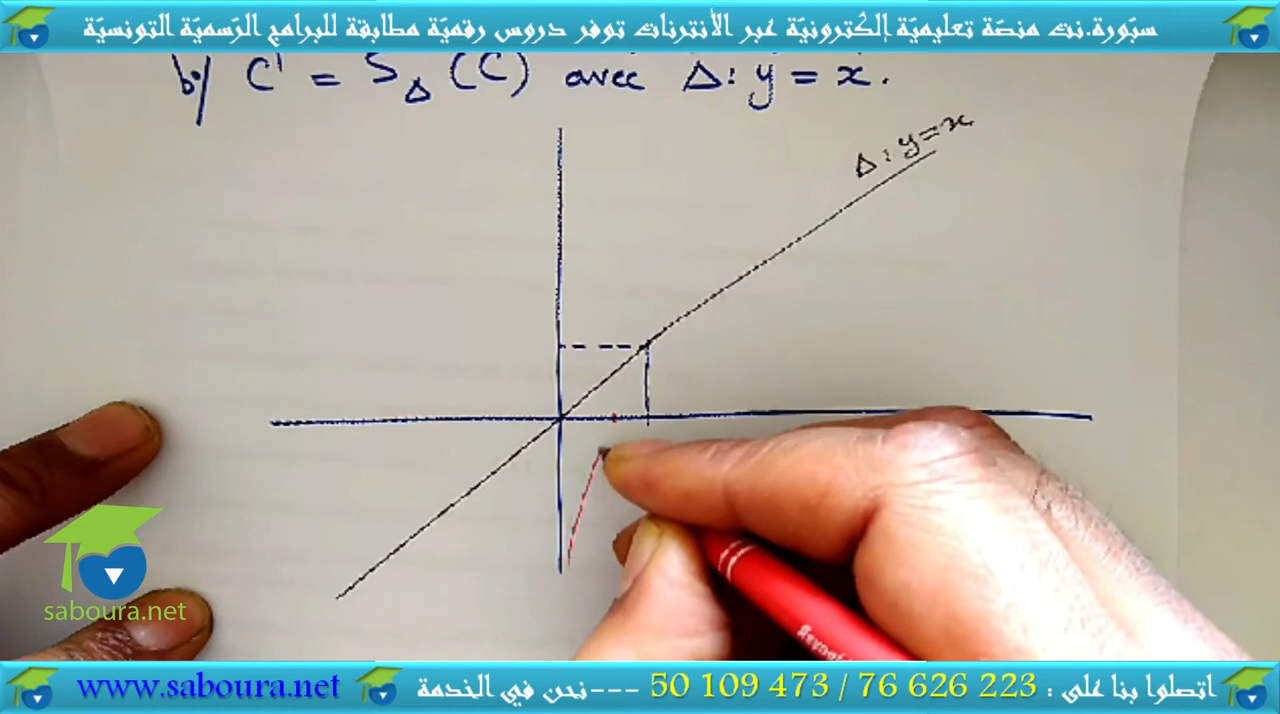 سبّورة.نت منصّة تعليميّة إلكترونيّة عبر الأنترنات توفر دروس رقميّة مطابقة للبرامج الرّسميّة التونسيّة
b) C' = S_Δ (C) avec Δ: y = x.
Δ: y=x
saboura.net
www.saboura.net اتصلوا بنا على : 50 109 473 / 76 626 223 ---نحن في الخدمة